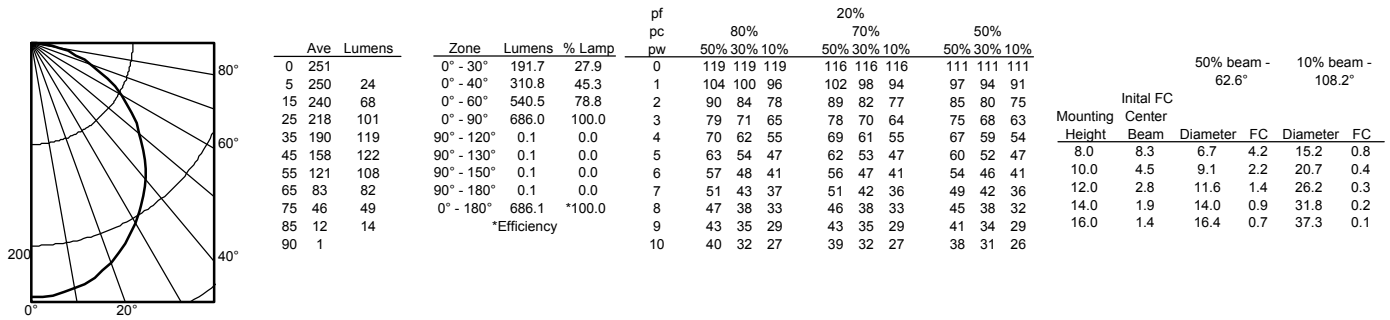 80°
60°
40°
200
0° 20°
Ave Lumens
0 251
5 250 24
15 240 68
25 218 101
35 190 119
45 158 122
55 121 108
65 83 82
75 46 49
85 12 14
90 1
Zone Lumens % Lamp
0° - 30° 191.7 27.9
0° - 40° 310.8 45.3
0° - 60° 540.5 78.8
0° - 90° 686.0 100.0
90° - 120° 0.1 0.0
90° - 130° 0.1 0.0
90° - 150° 0.1 0.0
90° - 180° 0.1 0.0
0° - 180° 686.1 *100.0
*Efficiency
pf 20%
pc 80% 70% 50%
pw 50% 30% 10% 50% 30% 10% 50% 30% 10%
0 119 119 119 116 116 116 111 111 111
1 104 100 96 102 98 94 97 94 91
2 90 84 78 89 82 77 85 80 75
3 79 71 65 78 70 64 75 68 63
4 70 62 55 69 61 55 67 59 54
5 63 54 47 62 53 47 60 52 47
6 57 48 41 56 47 41 54 46 41
7 51 43 37 51 42 36 49 42 36
8 47 38 33 46 38 33 45 38 32
9 43 35 29 43 35 29 41 34 29
10 40 32 27 39 32 27 38 31 26
50% beam - 10% beam -
62.6° 108.2°
Inital FC
Mounting Center
Height Beam Diameter FC Diameter FC
8.0 8.3 6.7 4.2 15.2 0.8
10.0 4.5 9.1 2.2 20.7 0.4
12.0 2.8 11.6 1.4 26.2 0.3
14.0 1.9 14.0 0.9 31.8 0.2
16.0 1.4 16.4 0.7 37.3 0.1